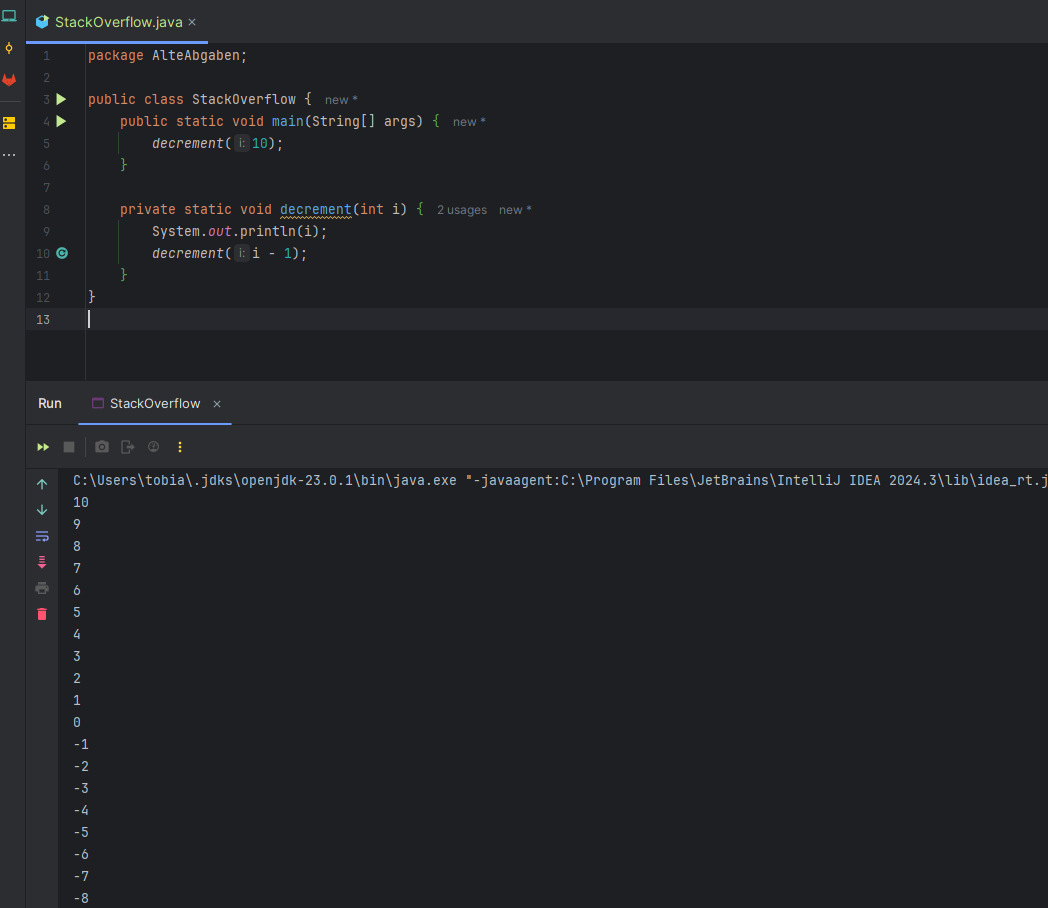 StackOverflow.java ×
1 package AlteAbgaben;
2
3 public class StackOverflow { new *
4 public static void main(String[] args) { new *
5 decrement( i: 10);
6 }
7
8 private static void decrement(int i) { 2 usages new *
9 System.out.println(i);
10 decrement( i: i - 1);
11 }
12 }
13
Run StackOverflow ×
C:\Users\tobia\.jdks\openjdk-23.0.1\bin\java.exe "-javaagent:C:\Program Files\JetBrains\IntelliJ IDEA 2024.3\lib\idea_rt.j
10
9
8
7
6
5
4
3
2
1
0
-1
-2
-3
-4
-5
-6
-7
-8